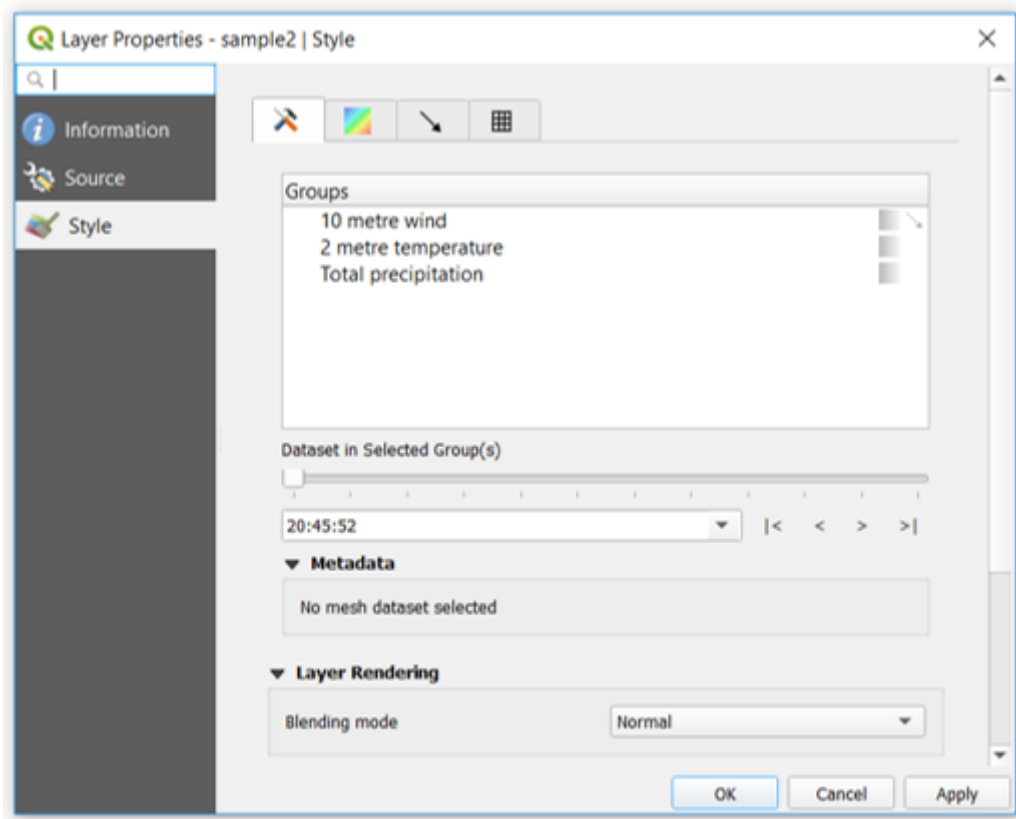 Layer Properties - sample2 | Style
Information
Source
Style
Groups
10 metre wind
2 metre temperature
Total precipitation
Dataset in Selected Group(s)
20:45:52
|< < > >|
Metadata
No mesh dataset selected
Layer Rendering
Blending mode Normal
OK Cancel Apply